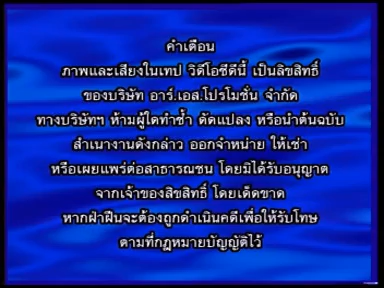 คำเตือน
ภาพและเสียงในเทป วิดีโอซีดีนี้ เป็นลิขสิทธิ์
ของบริษัท อาร์.เอส.โปรโมชั่น จำกัด
ทางบริษัทฯ ห้ามผู้ใดทำซ้ำ ดัดแปลง หรือนำต้นฉบับ
สำเนางานดังกล่าว ออกจำหน่าย ให้เช่า
หรือเผยแพร่ต่อสาธารณชน โดยมิได้รับอนุญาต
จากเจ้าของสิขสิทธิ์ โดยเด็ดขาด
หากฝ่าฝืนจะต้องถูกดำเนินคดีเพื่อให้รับโทษ
ตามที่กฎหมายบัญญัติไว้